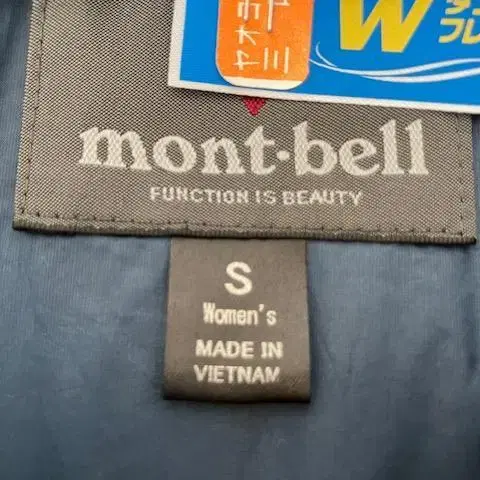 W
mont·bell
FUNCTION IS BEAUTY
S
Women's
MADE IN
VIETNAM